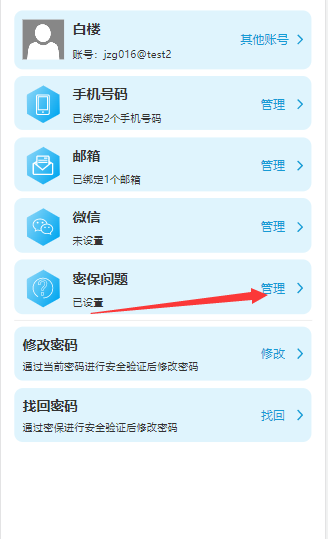 白楼
其他账号
账号：jzg016@test2
手机号码
管理
已绑定2个手机号码
邮箱
管理
已绑定1个邮箱
微信
管理
未设置
密保问题
管理
已设置
修改密码
修改
通过当前密码进行安全验证后修改密码
找回密码
找回
通过密保进行安全验证后修改密码